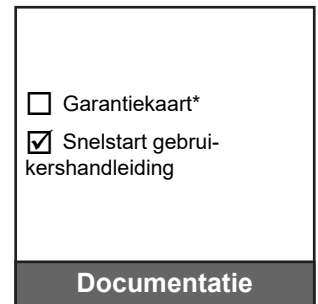 ☐ Garantiekaart*
☑ Snelstart gebrui-
kershandleiding
Documentatie